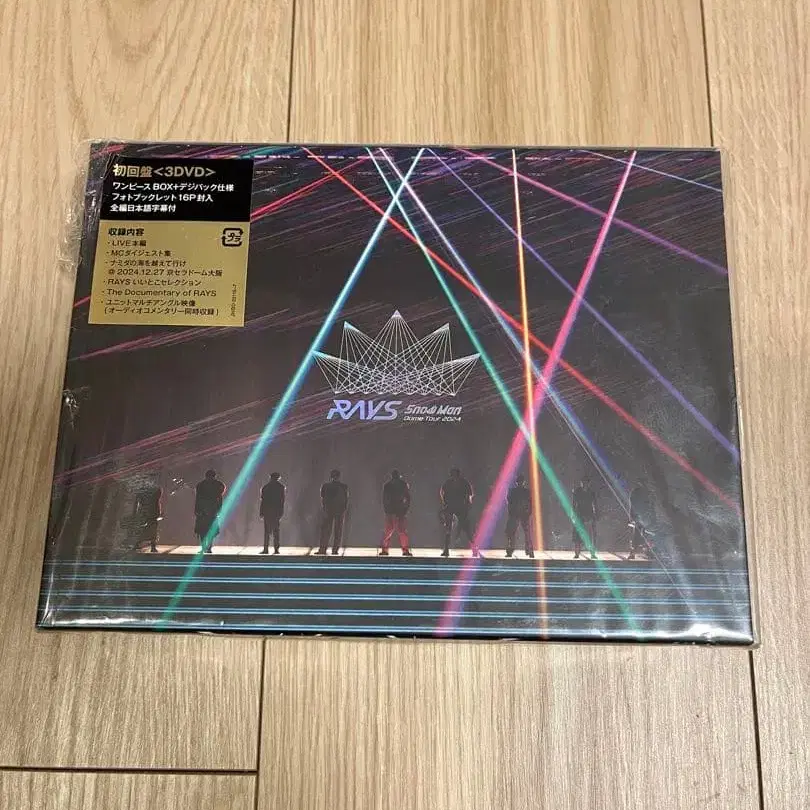 初回盤<3DVD>
ワンピースBOX+デジパック仕様
フォトブックレット16P封入
全編日本語字幕付
収録内容
プラ
・LIVE本編
・MCダイジェスト集
・ナミダの海を越えて行け
@ 2024.12.27 京セラドーム大阪
・RAYS いいとこセレクション
・The Documentary of RAYS
・ユニットマルチアングル映像
(オーディオコメンタリー同時収録)
RAYS Snow Man
Dome Tour 2024